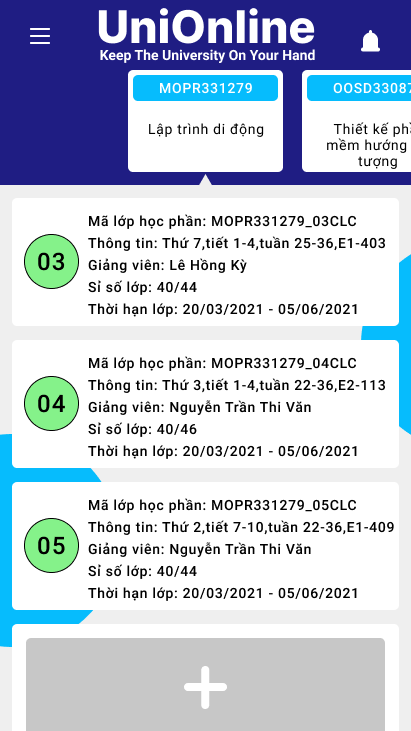 UniOnline
Keep The University On Your Hand
MOPR331279
Lập trình di động
OOSD33087
Thiết kế ph
mềm hướng
tượng
03
Mã lớp học phần: MOPR331279_03CLC
Thông tin: Thứ 7,tiết 1-4,tuần 25-36,E1-403
Giảng viên: Lê Hồng Kỳ
Sỉ số lớp: 40/44
Thời hạn lớp: 20/03/2021 - 05/06/2021
04
Mã lớp học phần: MOPR331279_04CLC
Thông tin: Thứ 3,tiết 1-4,tuần 22-36,E2-113
Giảng viên: Nguyễn Trần Thi Văn
Sỉ số lớp: 40/46
Thời hạn lớp: 20/03/2021 - 05/06/2021
05
Mã lớp học phần: MOPR331279_05CLC
Thông tin: Thứ 2,tiết 7-10,tuần 22-36,E1-409
Giảng viên: Nguyễn Trần Thi Văn
Sỉ số lớp: 40/44
Thời hạn lớp: 20/03/2021 - 05/06/2021